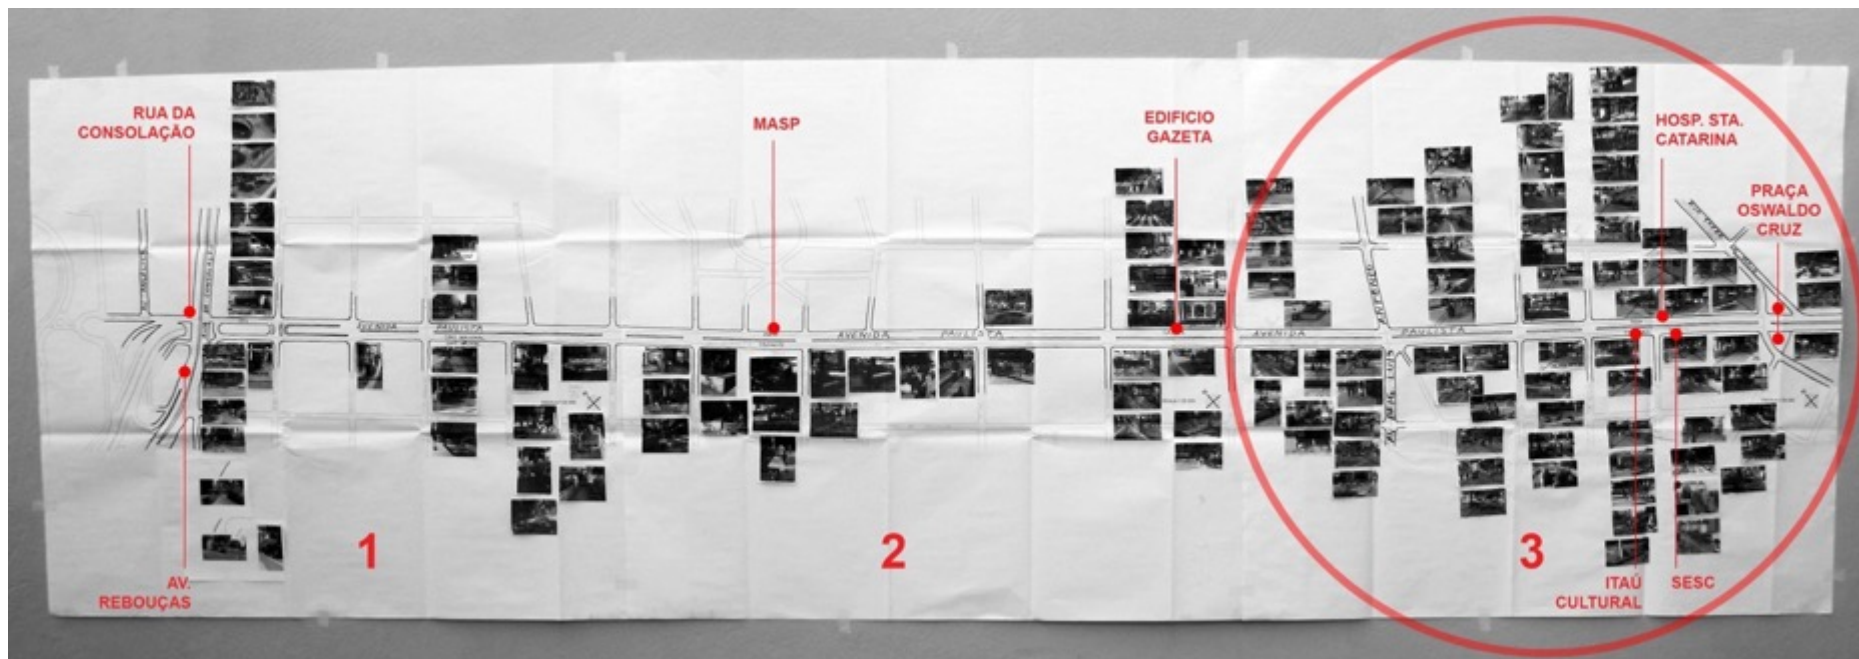 RUA DA
CONSOLAÇÃO
MASP
EDIFICIO
GAZETA
HOSP. STA.
CATARINA
PRAÇA
OSWALDO
CRUZ
AVENIDA
PAULISTA
AVENIDA
PAULISTA
AVENIDA
PAULISTA
1
2
3
AV.
REBOUÇAS
ITAÚ
CULTURAL
SESC